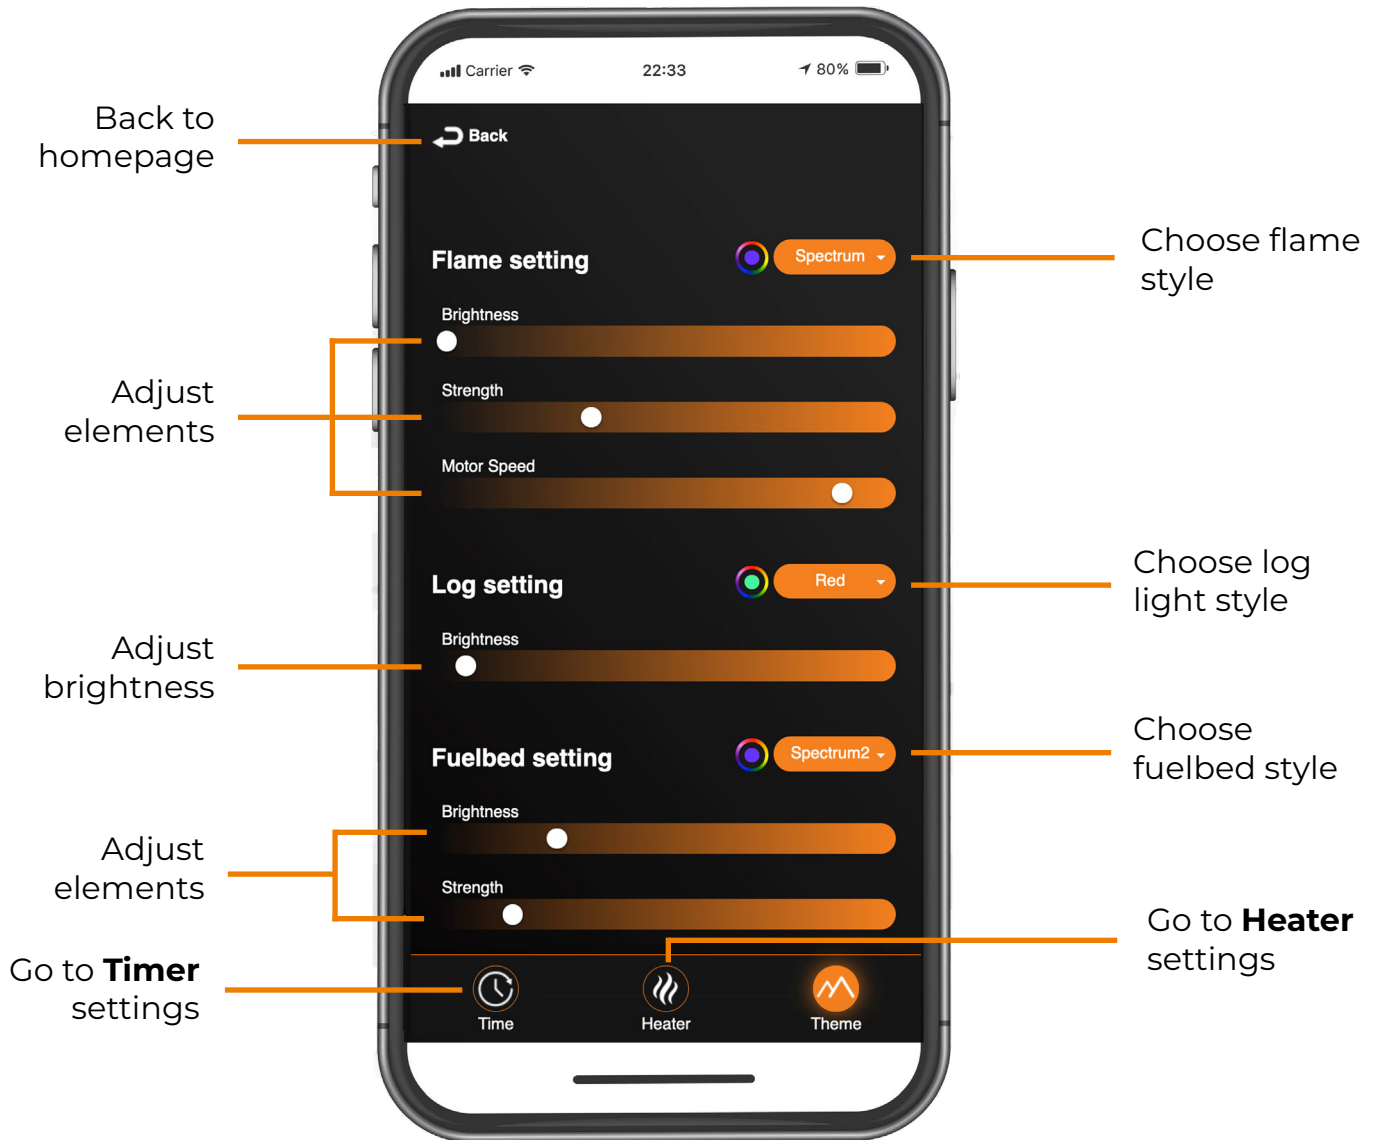 Carrier
22:33
80%
Back to
homepage
Back
Flame setting
Spectrum
Choose flame
style
Brightness
Adjust
elements
Strength
Motor Speed
Log setting
Red
Choose log
light style
Adjust
brightness
Brightness
Fuelbed setting
Spectrum2
Choose
fuelbed style
Brightness
Adjust
elements
Strength
Go to Timer
settings
Go to Heater
settings
Time
Heater
Theme